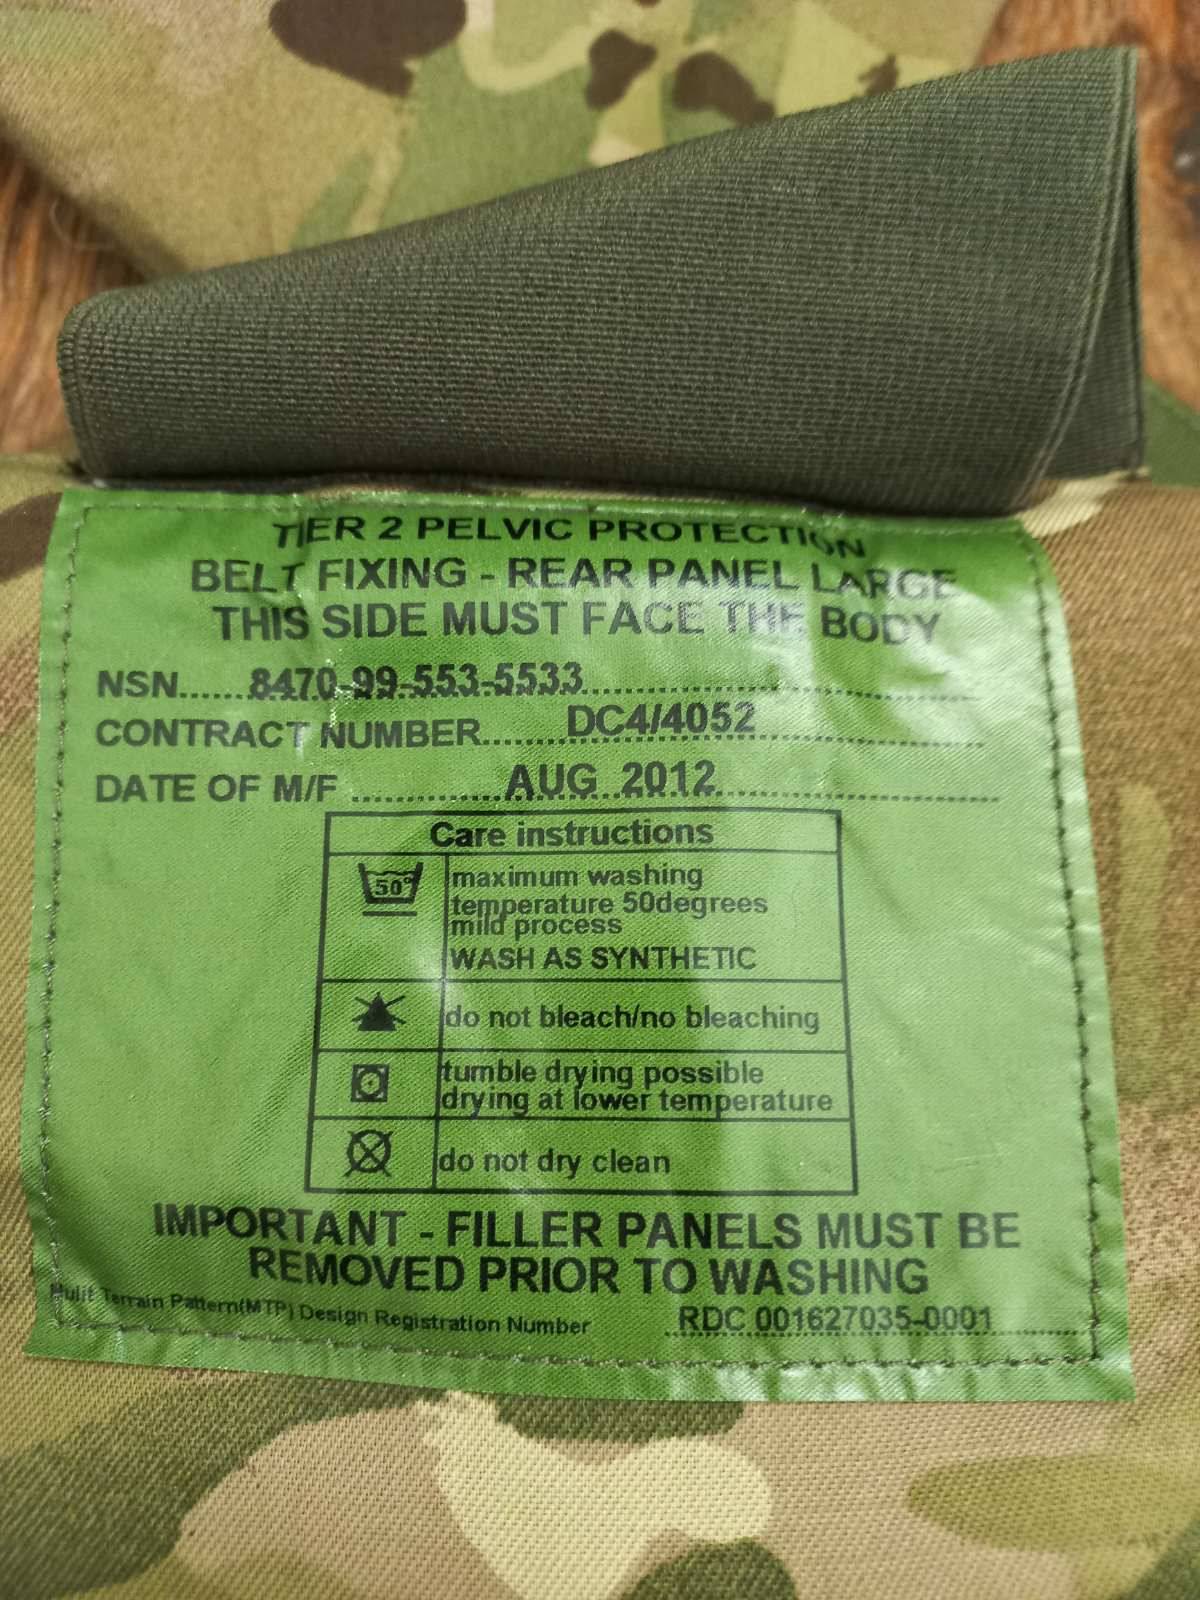 TIER 2 PELVIC PROTECTION
BELT FIXING - REAR PANEL LARGE
THIS SIDE MUST FACE THE BODY
NSN......8470-99-553-5533..............................
CONTRACT NUMBER........DC4/4052....................
DATE OF M/F ..............AUG 2012.........................
Care instructions
50°
maximum washing
temperature 50degrees
mild process
WASH AS SYNTHETIC
do not bleach/no bleaching
tumble drying possible
drying at lower temperature
do not dry clean
IMPORTANT - FILLER PANELS MUST BE
REMOVED PRIOR TO WASHING
Mulit Terrain Pattern(MTP) Design Registration Number RDC 001627035-0001